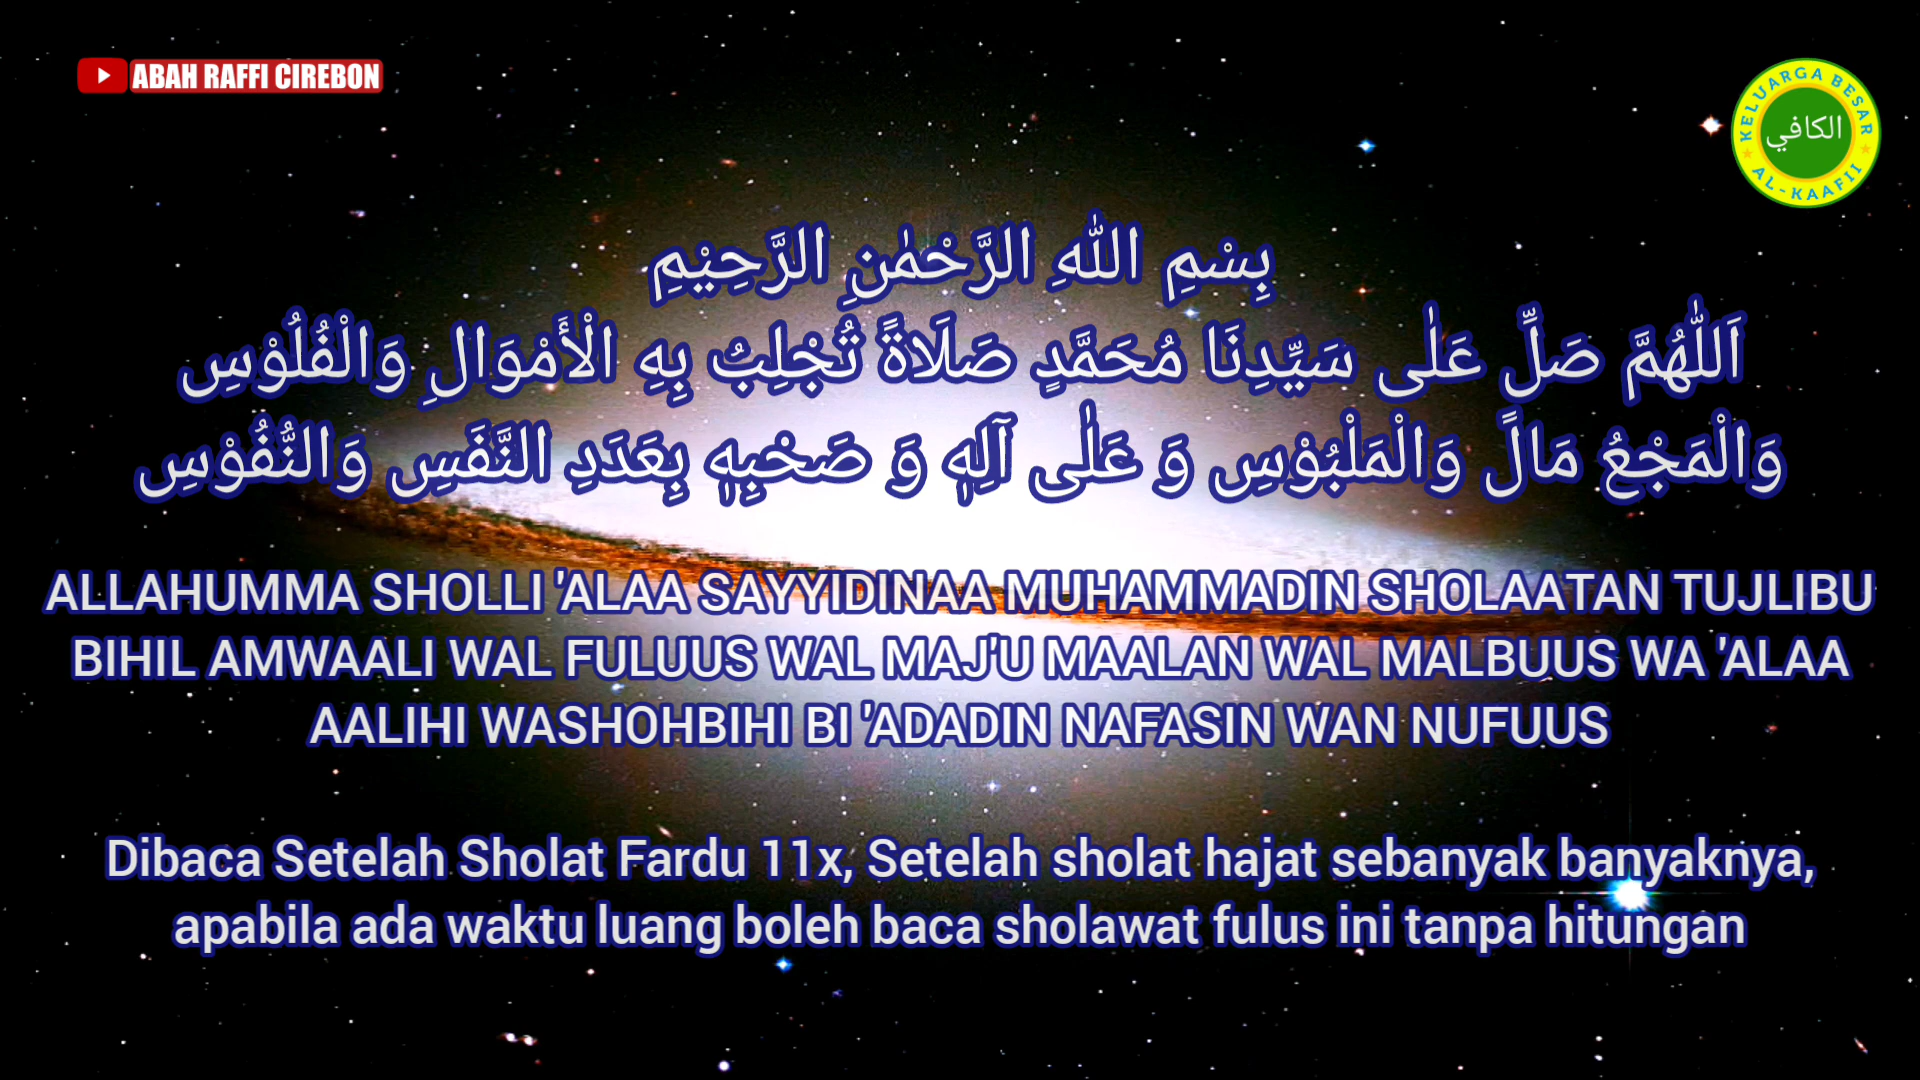 ABAH RAFFI CIREBON
KELUARGA BESAR
الكافي
AL-KAAFII
بِسْمِ اللّٰهِ الرَّحْمٰنِ الرَّحِيْمِ
اَللّٰهُمَّ صَلِّ عَلٰى سَيِّدِنَا مُحَمَّدٍ صَلَاةً تُجْلِبُ بِهِ الْأَمْوَالِ وَالْفُلُوْسِ
وَالْمَجْعُ مَالً وَالْمَلْبُوْسِ وَ عَلٰى آلِهٖ وَ صَحْبِهٖ بِعَدَدِ النَّفَسِ وَالنُّفُوْسِ
ALLAHUMMA SHOLLI 'ALAA SAYYIDINAA MUHAMMADIN SHOLAATAN TUJLIBU
BIHIL AMWAALI WAL FULUUS WAL MAJ'U MAALAN WAL MALBUUS WA 'ALAA
AALIHI WASHOHBIHI BI 'ADADIN NAFASIN WAN NUFUUS
Dibaca Setelah Sholat Fardu 11x, Setelah sholat hajat sebanyak banyaknya,
apabila ada waktu luang boleh baca sholawat fulus ini tanpa hitungan